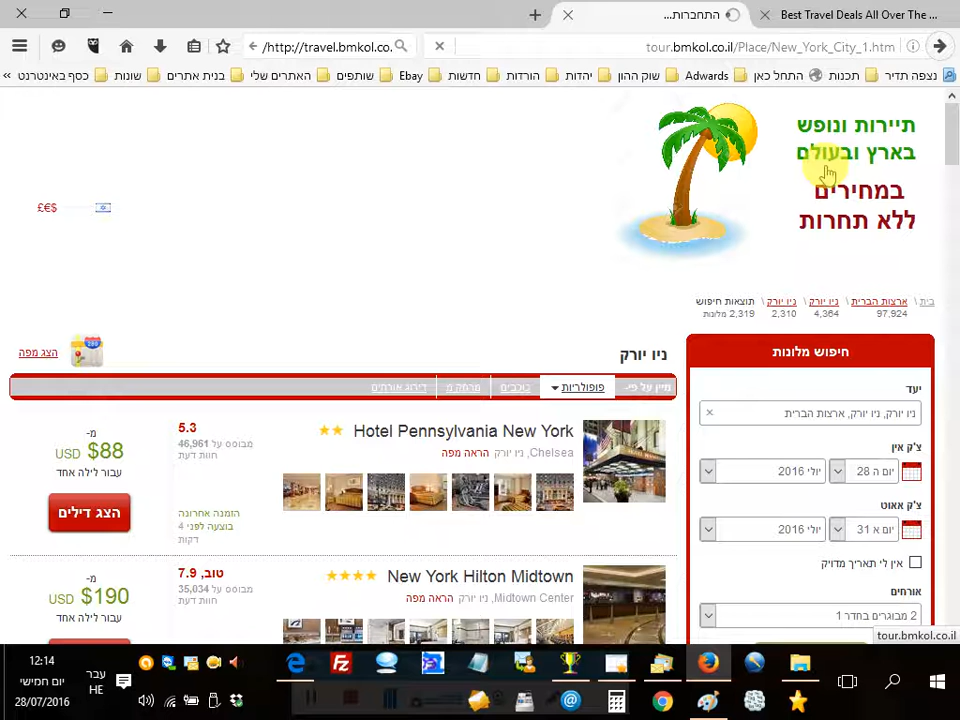 התחברות...
Best Travel Deals All Over The ...
http://travel.bmkol.co./
tour.bmkol.co.il/Place/New_York_City_1.htm
נצפה תדיר
תכנות
התחל כאן
Adwards
שוק ההון
יהדות
הורדות
חדשות
Ebay
שותפים
האתרים שלי
בנית אתרים
שונות
כסף באינטרנט
«
תיירות ונופש
בארץ ובעולם
במחירים
ללא תחרות
£€$
בית \ ארצות הברית \ ניו יורק \ ניו יורק \ תוצאות חיפוש
97,924 4,364 2,310 2,319 מלונות
הצג מפה
ניו יורק
חיפוש מלונות
מיין על פי-
פופולריות
כוכבים
מרחק מ
דירוג אורחים
יעד
ניו יורק, ניו יורק, ארצות הברית
צ'ק אין
יום ה 28
יולי 2016
צ'ק אאוט
יום א 31
יולי 2016
אין לי תאריך מדויק
אורחים
2 מבוגרים בחדר 1
Hotel Pennsylvania New York
Chelsea, ניו יורק הראה מפה
5.3
מבוסס על 46,961
חוות דעת
הזמנה אחרונה
בוצעה לפני 4
דקות
מ-
USD $88
עבור לילה אחד
הצג דילים
New York Hilton Midtown
Midtown Center, ניו יורק הראה מפה
טוב, 7.9
מבוסס על 35,034
חוות דעת
מ-
USD $190
עבור לילה אחד
tour.bmkol.co.il
12:14
יום חמישי
28/07/2016
עבר
HE